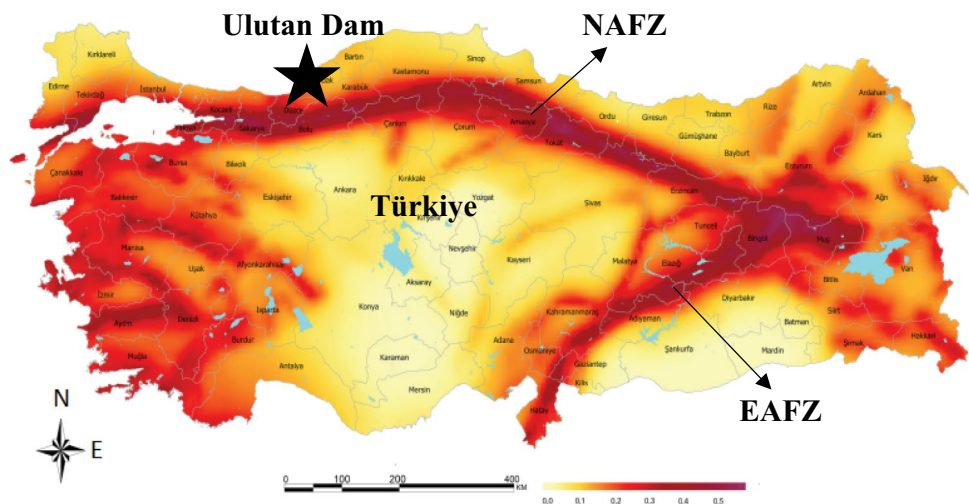 Ulutan Dam
NAFZ
Kırklareli
Edirne
Tekirdağ
İstanbul
Kocaeli
Sakarya
Düzce
Bolu
Bartın
Karabük
Kastamonu
Sinop
Samsun
Çankırı
Çorum
Amasya
Tokat
Ordu
Giresun
Trabzon
Rize
Artvin
Ardahan
Kars
Gümüşhane
Bayburt
Erzurum
Erzincan
Iğdır
Ağrı
Çanakkale
Balıkesir
Bursa
Bilecik
Eskişehir
Kütahya
Ankara
Kırıkkale
Yozgat
Sivas
Türkiye
Kırşehir
Nevşehir
Kayseri
Aksaray
Manisa
Uşak
Afyonkarahisar
İzmir
Aydın
Denizli
Isparta
Burdur
Muğla
Antalya
Konya
Karaman
Niğde
Mersin
Adana
Osmaniye
Hatay
Kahramanmaraş
Gaziantep
Kilis
Malatya
Adıyaman
Elazığ
Tunceli
Bingöl
Muş
Bitlis
Van
Diyarbakır
Batman
Siirt
Şanlıurfa
Mardin
Şırnak
Hakkari
EAFZ
N
E
0 100 200 400
KM
0,0 0,1 0,2 0,3 0,4 0,5